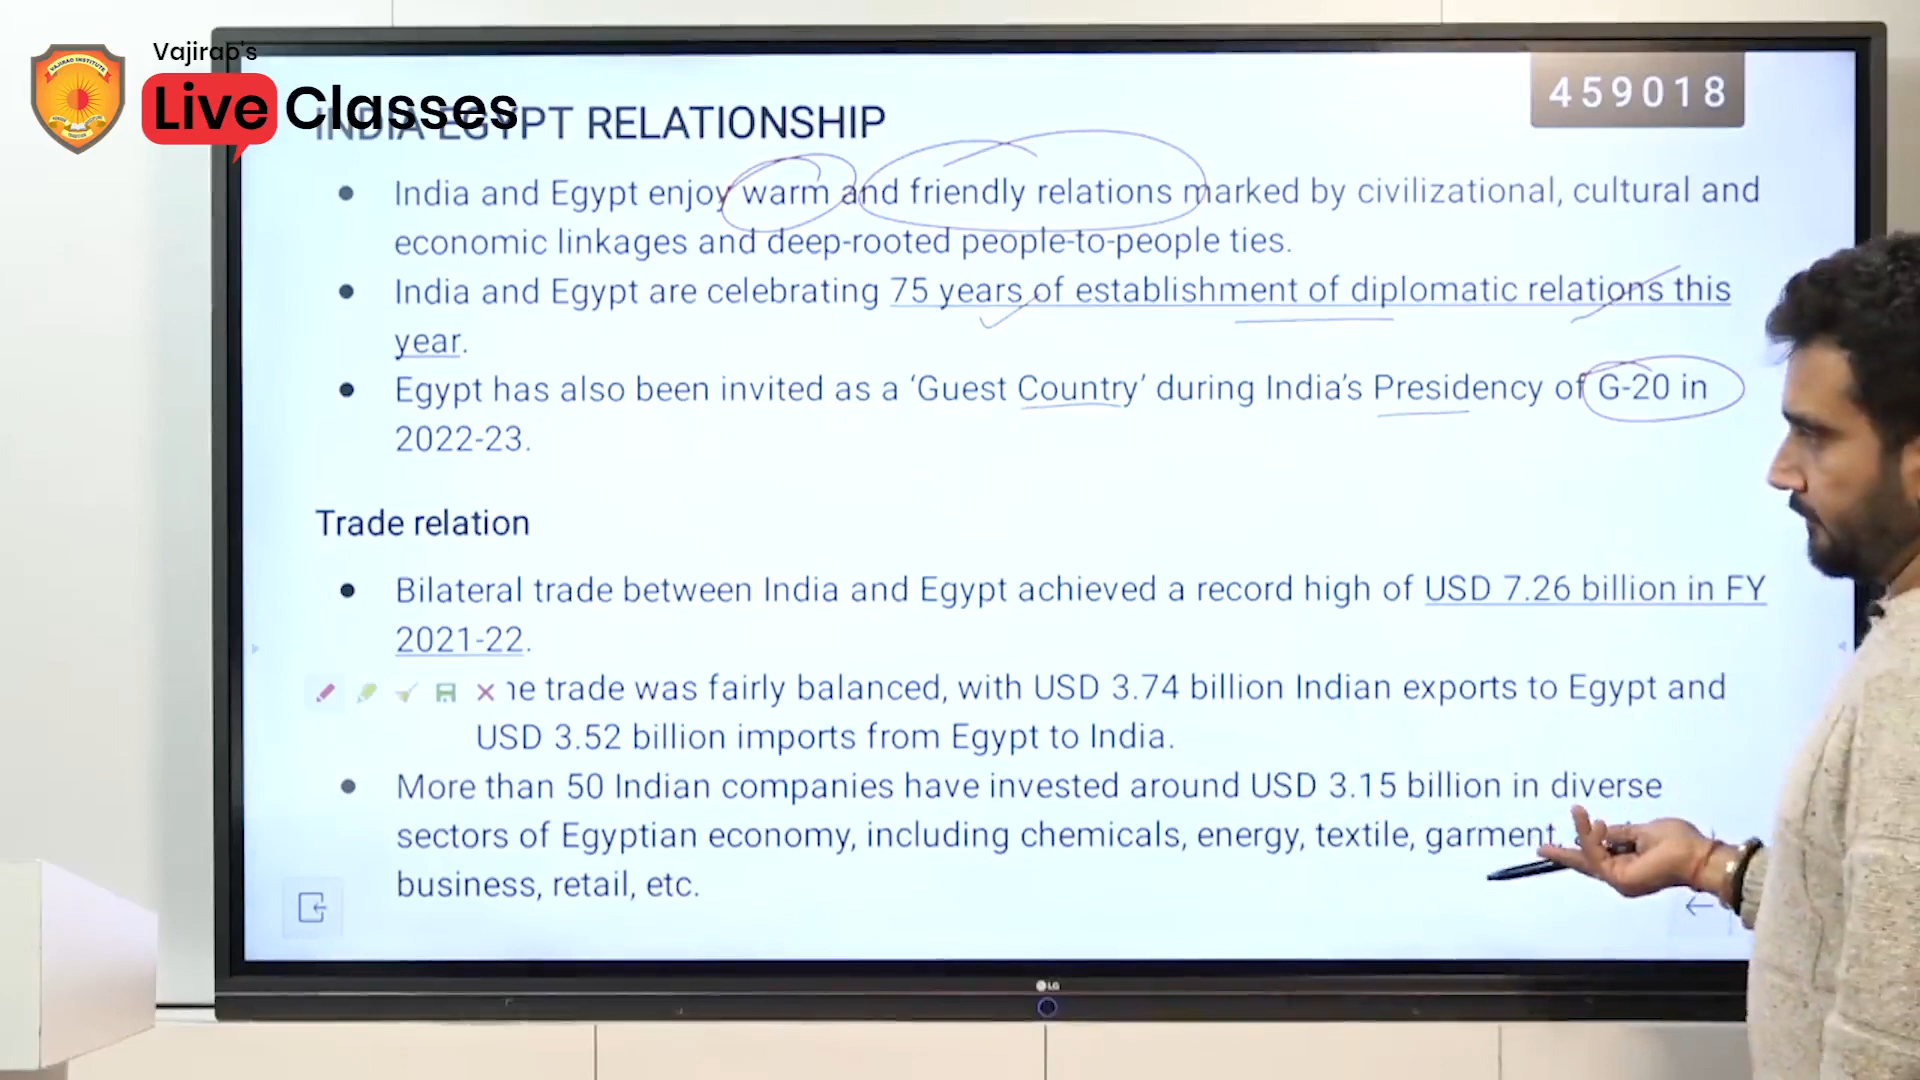 Vajirao's
Live Classes
VAJIRAO INSTITUTE
459018
INDIA EGYPT RELATIONSHIP
India and Egypt enjoy warm and friendly relations marked by civilizational, cultural and
economic linkages and deep-rooted people-to-people ties.
India and Egypt are celebrating 75 years of establishment of diplomatic relations this
year.
Egypt has also been invited as a ‘Guest Country’ during India’s Presidency of G-20 in
2022-23.
Trade relation
Bilateral trade between India and Egypt achieved a record high of USD 7.26 billion in FY
2021-22.
he trade was fairly balanced, with USD 3.74 billion Indian exports to Egypt and
USD 3.52 billion imports from Egypt to India.
More than 50 Indian companies have invested around USD 3.15 billion in diverse
sectors of Egyptian economy, including chemicals, energy, textile, garment,
business, retail, etc.
LG